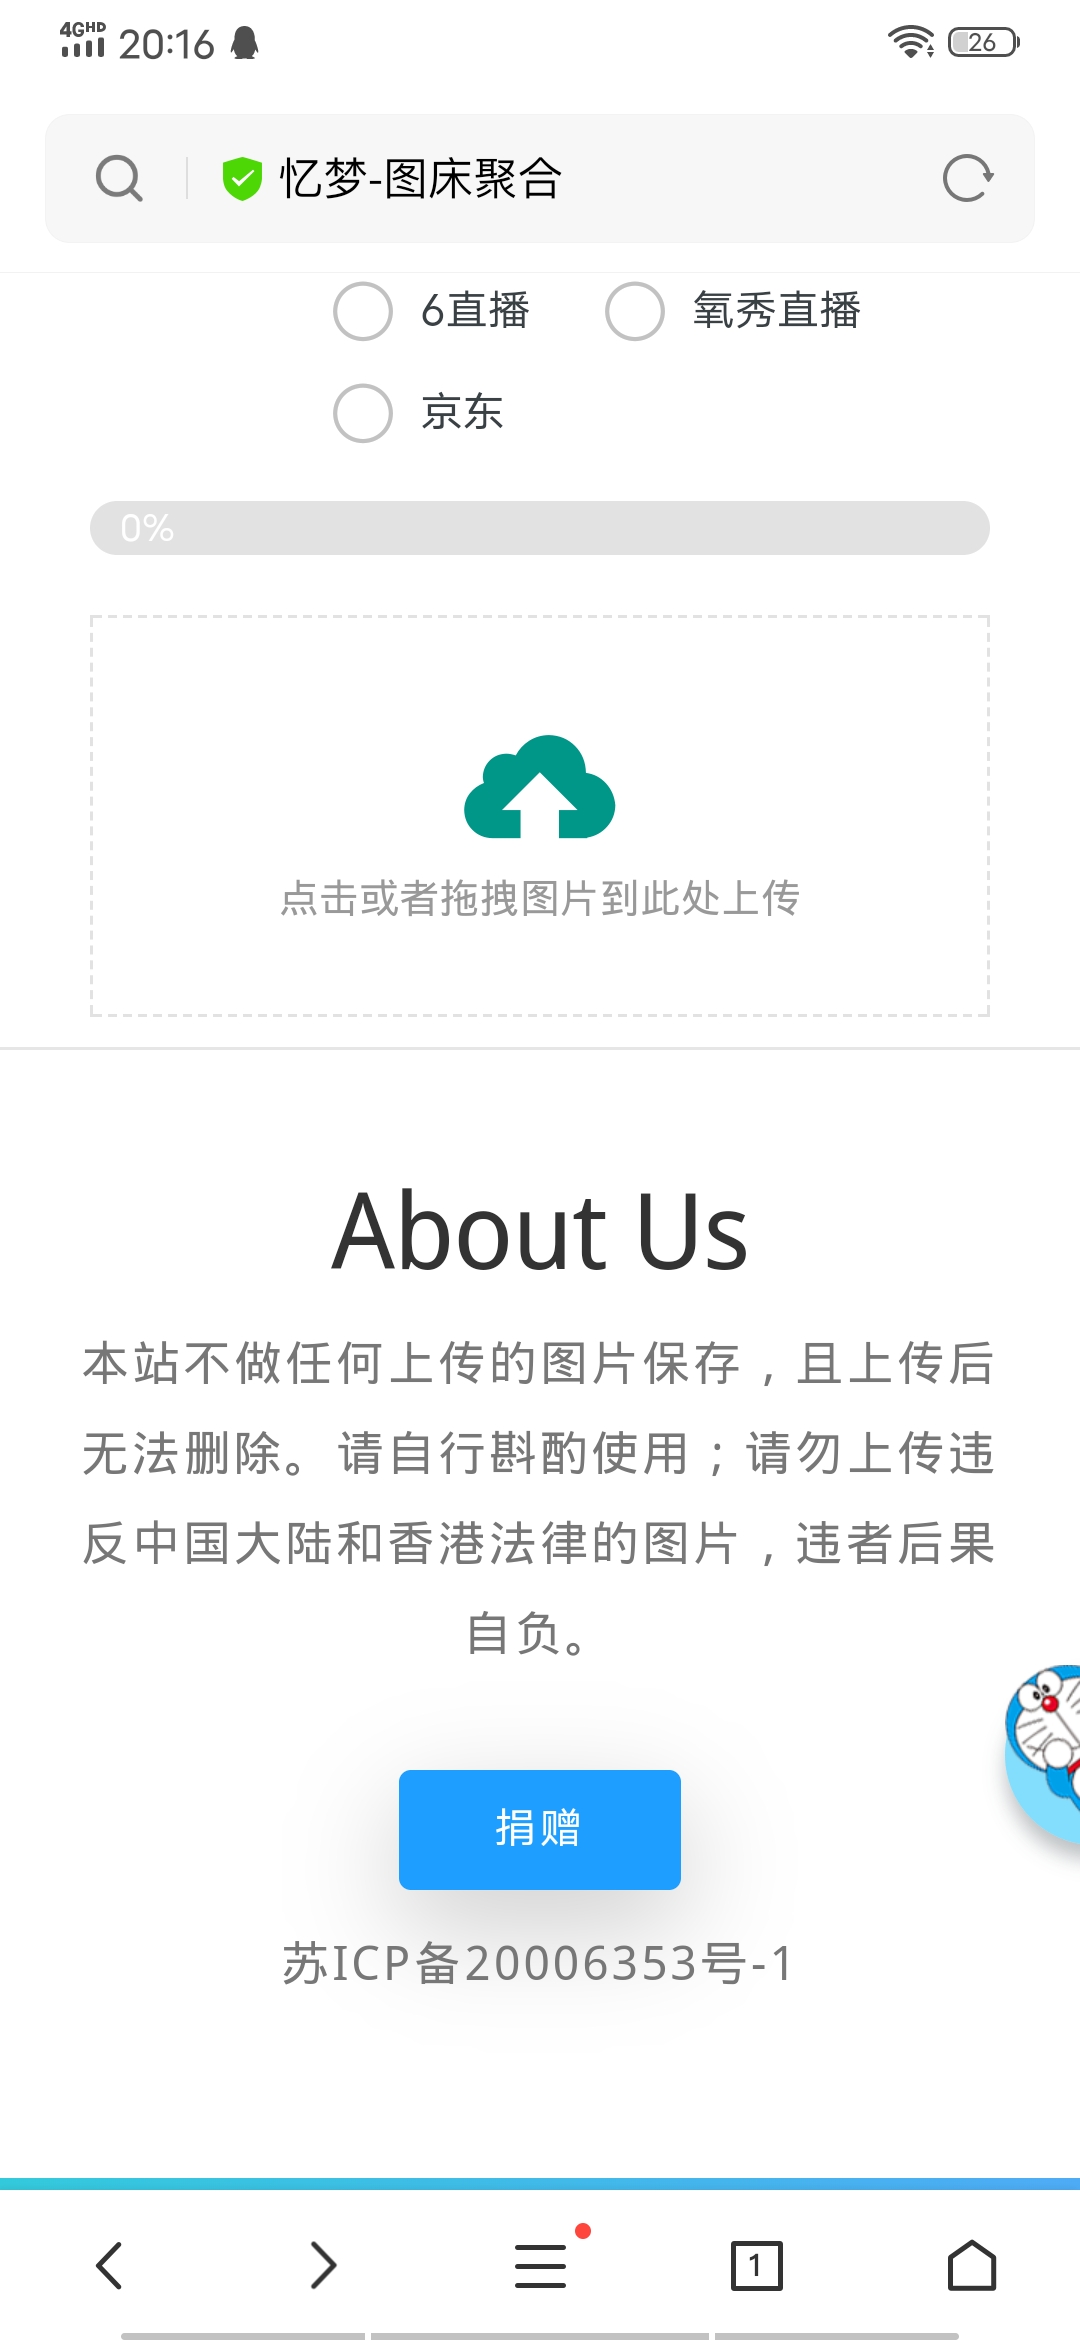 4GHD 20:16 26
忆梦-图床聚合
6直播 氧秀直播
京东
0%
点击或者拖拽图片到此处上传
About Us
本站不做任何上传的图片保存，且上传后
无法删除。请自行斟酌使用；请勿上传违
反中国大陆和香港法律的图片，违者后果
自负。
捐赠
苏ICP备20006353号-1
1